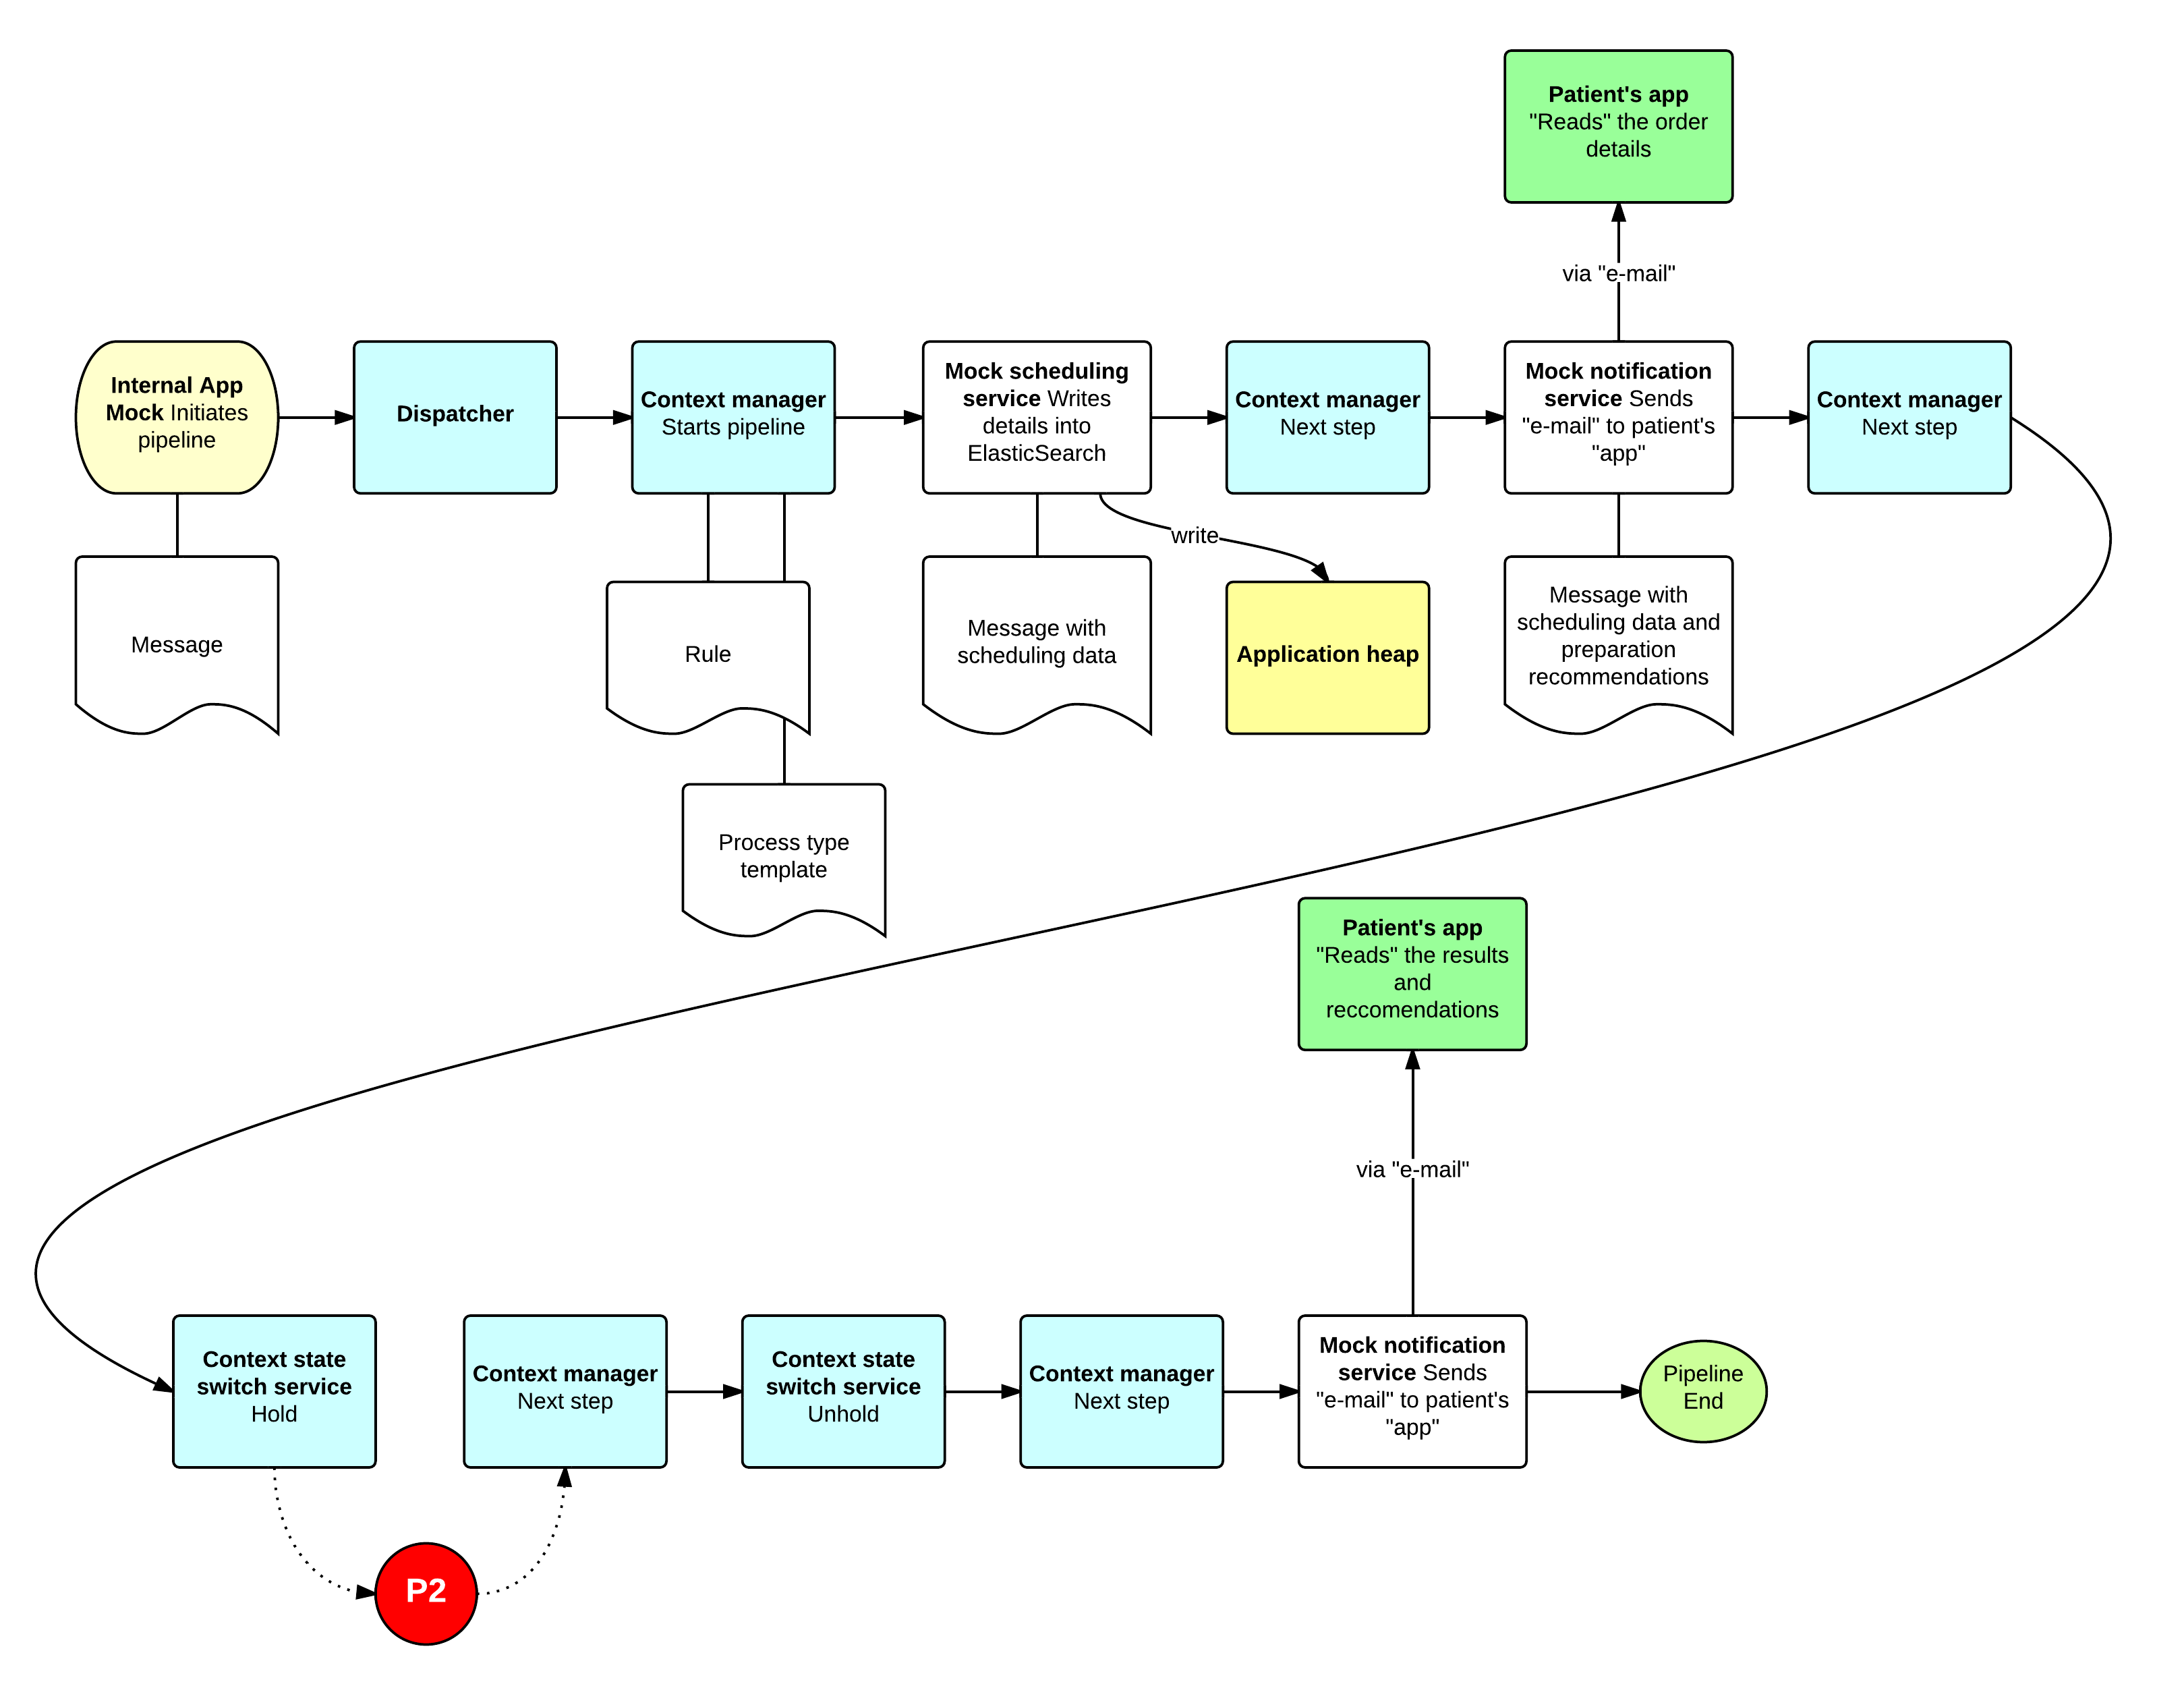 Patient's app
"Reads" the order
details
via "e-mail"
Internal App
Mock Initiates
pipeline
Dispatcher
Context manager
Starts pipeline
Mock scheduling
service Writes
details into
ElasticSearch
Context manager
Next step
Mock notification
service Sends
"e-mail" to patient's
"app"
Context manager
Next step
write
Message
Rule
Message with
scheduling data
Application heap
Message with
scheduling data and
preparation
recommendations
Process type
template
Patient's app
"Reads" the results
and
reccomendations
via "e-mail"
Context state
switch service
Hold
Context manager
Next step
Context state
switch service
Unhold
Context manager
Next step
Mock notification
service Sends
"e-mail" to patient's
"app"
Pipeline
End
P2